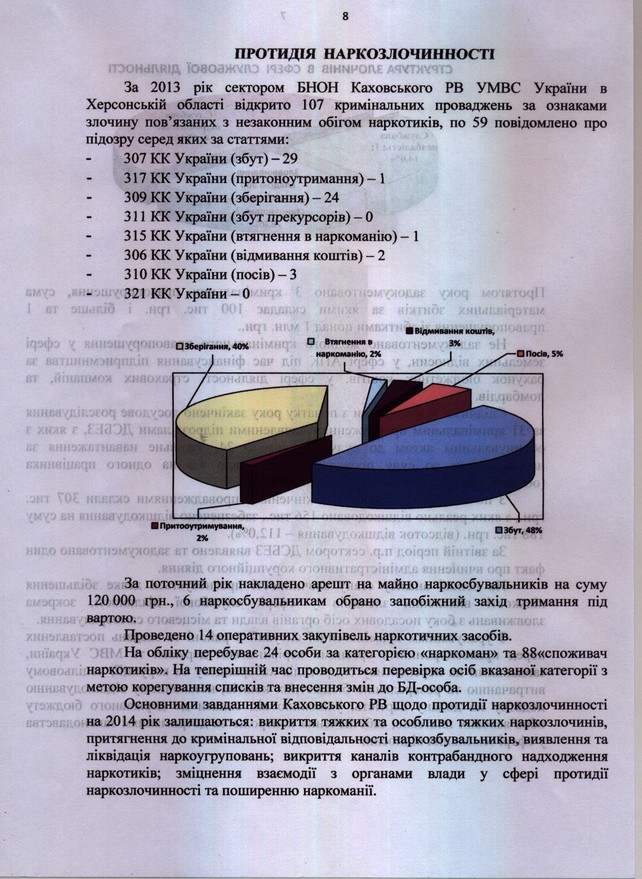 8
ПРОТИДІЯ НАРКОЗЛОЧИННОСТІ
За 2013 рік сектором БНОН Каховського РВ УМВС України в
Херсонській області відкрито 107 кримінальних проваджень за ознаками
злочину пов'язаних з незаконним обігом наркотиків, по 59 повідомлено про
підозру серед яких за статтями:
- 307 КК України (збут) – 29
- 317 КК України (притоноутримання) – 1
- 309 КК України (зберігання) – 24
- 311 КК України (збут прекурсорів) – 0
- 315 КК України (втягнення в наркоманію) – 1
- 306 КК України (відмивання коштів) – 2
- 310 КК України (посів) – 3
- 321 КК України – 0
Зберігання, 40%
Втягнення в
наркоманію, 2%
Відмивання коштів,
3%
Посів, 5%
Притооутримування,
2%
Збут, 48%
За поточний рік накладено арешт на майно наркосбувальників на суму
120 000 грн., 6 наркосбувальникам обрано запобіжний захід тримання під
вартою.
Проведено 14 оперативних закупівель наркотичних засобів.
На обліку перебуває 24 особи за категорією «наркоман» та 88«споживач
наркотиків». На теперішній час проводиться перевірка осіб вказаної категорії з
метою корегування списків та внесення змін до БД-особа.
Основними завданнями Каховського РВ щодо протидії наркозлочинності
на 2014 рік залишаються: викриття тяжких та особливо тяжких наркозлочинів,
притягнення до кримінальної відповідальності наркозбувальників, виявлення та
ліквідація наркоугруповань; викриття каналів контрабандного надходження
наркотиків; зміцнення взаємодії з органами влади у сфері протидії
наркозлочинності та поширенню наркоманії.